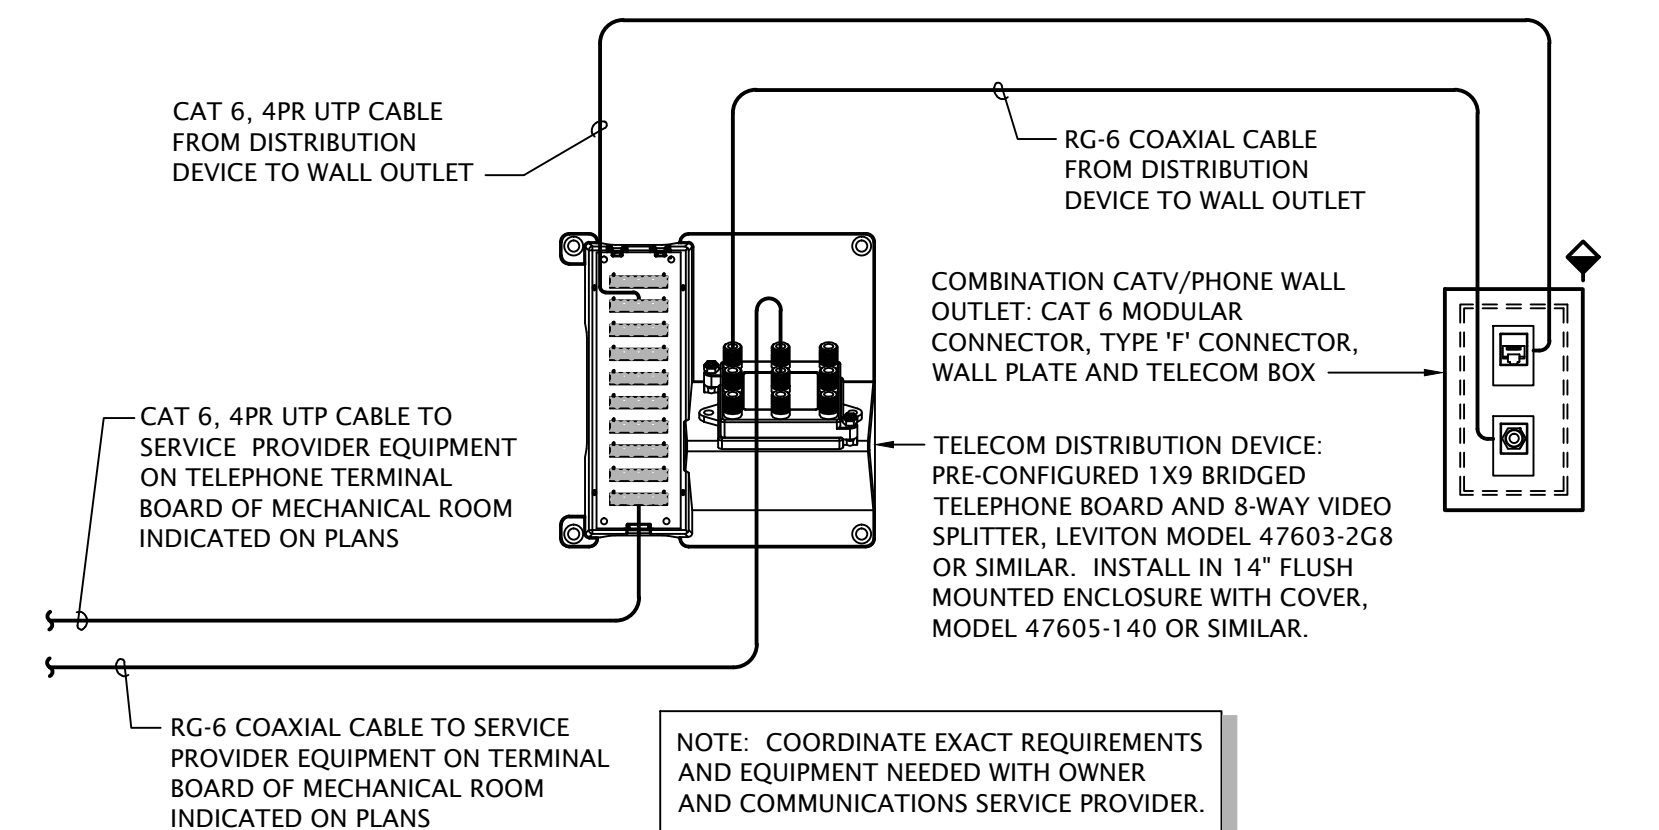 CAT 6, 4PR UTP CABLE
FROM DISTRIBUTION
DEVICE TO WALL OUTLET
RG-6 COAXIAL CABLE
FROM DISTRIBUTION
DEVICE TO WALL OUTLET
COMBINATION CATV/PHONE WALL
OUTLET: CAT 6 MODULAR
CONNECTOR, TYPE 'F' CONNECTOR,
WALL PLATE AND TELECOM BOX
CAT 6, 4PR UTP CABLE TO
SERVICE PROVIDER EQUIPMENT
ON TELEPHONE TERMINAL
BOARD OF MECHANICAL ROOM
INDICATED ON PLANS
TELECOM DISTRIBUTION DEVICE:
PRE-CONFIGURED 1X9 BRIDGED
TELEPHONE BOARD AND 8-WAY VIDEO
SPLITTER, LEVITON MODEL 47603-2G8
OR SIMILAR. INSTALL IN 14" FLUSH
MOUNTED ENCLOSURE WITH COVER,
MODEL 47605-140 OR SIMILAR.
RG-6 COAXIAL CABLE TO SERVICE
PROVIDER EQUIPMENT ON TERMINAL
BOARD OF MECHANICAL ROOM
INDICATED ON PLANS
NOTE: COORDINATE EXACT REQUIREMENTS
AND EQUIPMENT NEEDED WITH OWNER
AND COMMUNICATIONS SERVICE PROVIDER.